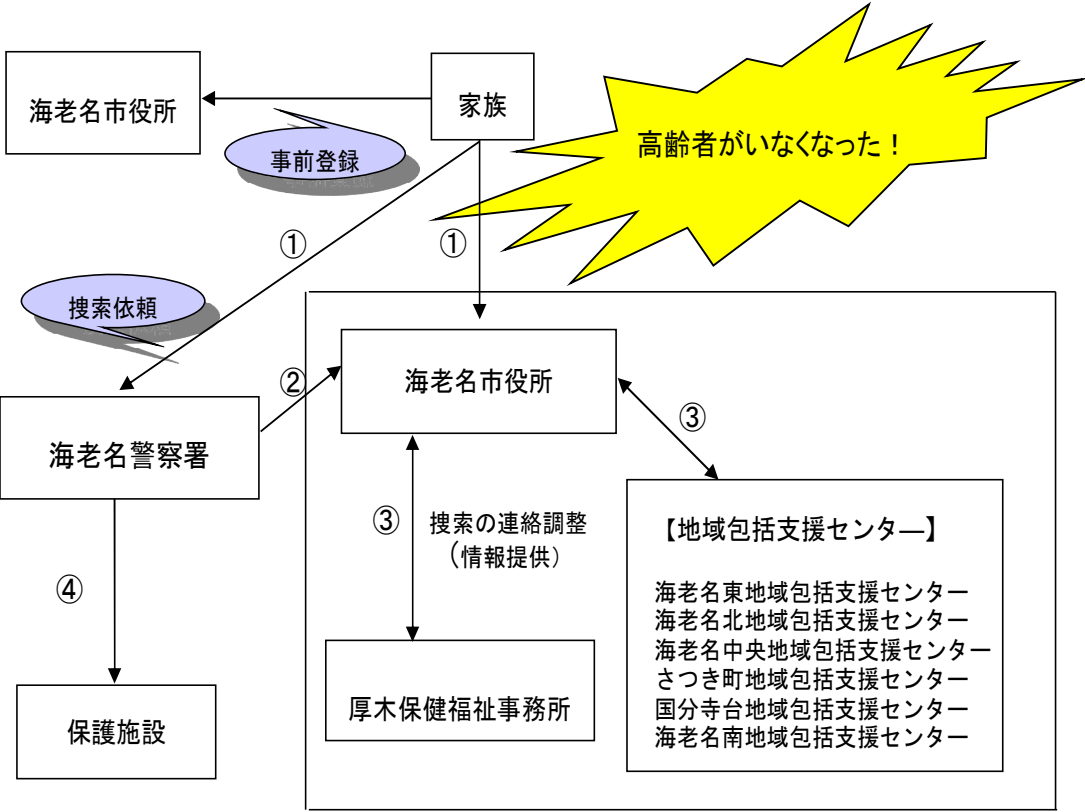 海老名市役所
家族
高齢者がいなくなった！
事前登録
①
①
捜索依頼
海老名市役所
②
③
海老名警察署
③
捜索の連絡調整
（情報提供）
【地域包括支援センタ―】
海老名東地域包括支援センター
海老名北地域包括支援センター
海老名中央地域包括支援センター
さつき町地域包括支援センター
国分寺台地域包括支援センター
海老名南地域包括支援センター
④
厚木保健福祉事務所
保護施設